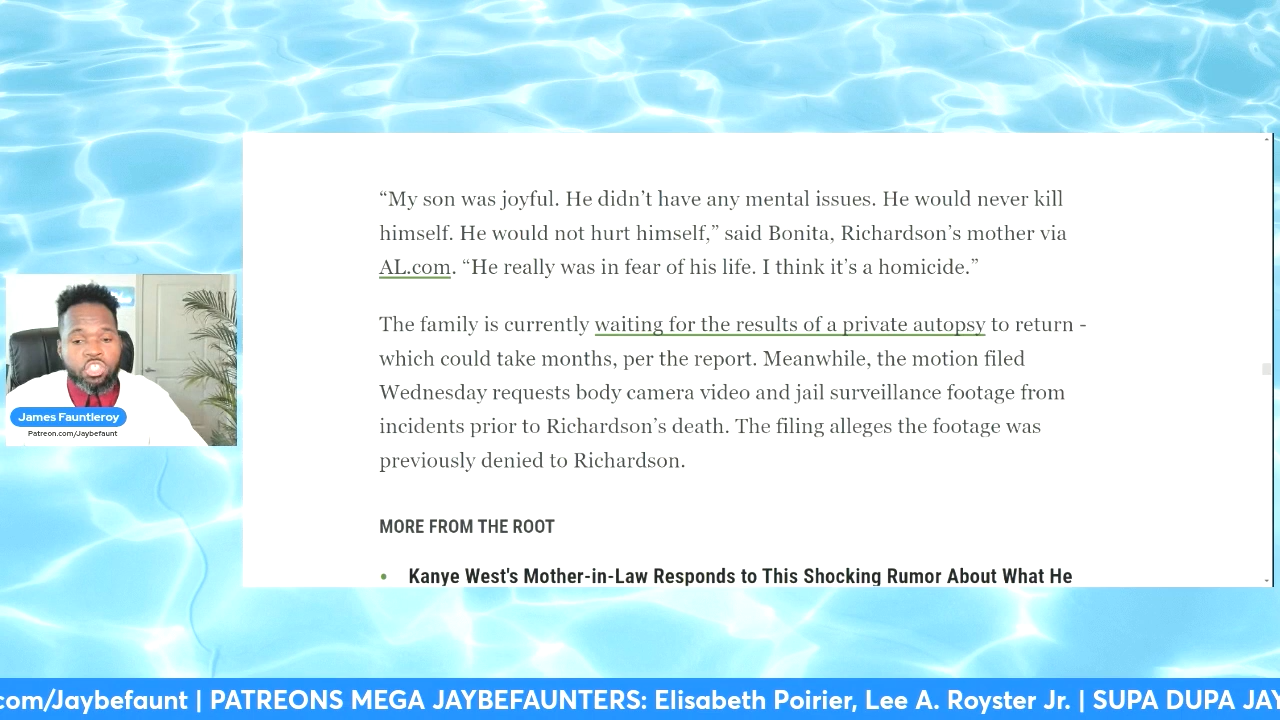 “My son was joyful. He didn’t have any mental issues. He would never kill
himself. He would not hurt himself,” said Bonita, Richardson’s mother via
AL.com. “He really was in fear of his life. I think it’s a homicide.”
The family is currently waiting for the results of a private autopsy to return -
which could take months, per the report. Meanwhile, the motion filed
Wednesday requests body camera video and jail surveillance footage from
incidents prior to Richardson’s death. The filing alleges the footage was
previously denied to Richardson.
MORE FROM THE ROOT
• Kanye West's Mother-in-Law Responds to This Shocking Rumor About What He
James Fauntleroy
Patreon.com/Jaybefaunt
com/Jaybefaunt | PATREONS MEGA JAYBEFAUNTERS: Elisabeth Poirier, Lee A. Royster Jr. | SUPA DUPA JAY